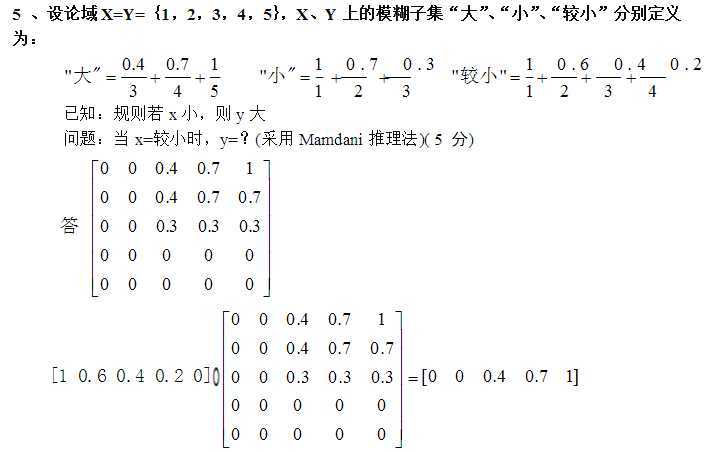 5 、设论域X=Y= {1，2，3，4，5}，X、Y 上的模糊子集“大”、“小”、“较小”分别定义
为：
"大" = 0.4/3 + 0.7/4 + 1/5 "小" = 1/1 + 0.7/2 + 0.3/3 "较小" = 1/1 + 0.6/2 + 0.4/3 + 0.2/4
已知：规则若 x 小，则 y 大
问题：当 x=较小时，y=？(采用 Mamdani 推理法)( 5 分)
答
0 0 0.4 0.7 1
0 0 0.4 0.7 0.7
0 0 0.3 0.3 0.3
0 0 0 0 0
0 0 0 0 0
[1 0.6 0.4 0.2 0]
0 0 0.4 0.7 1
0 0 0.4 0.7 0.7
0 0 0.3 0.3 0.3
0 0 0 0 0
0 0 0 0 0
=[0 0 0.4 0.7 1]